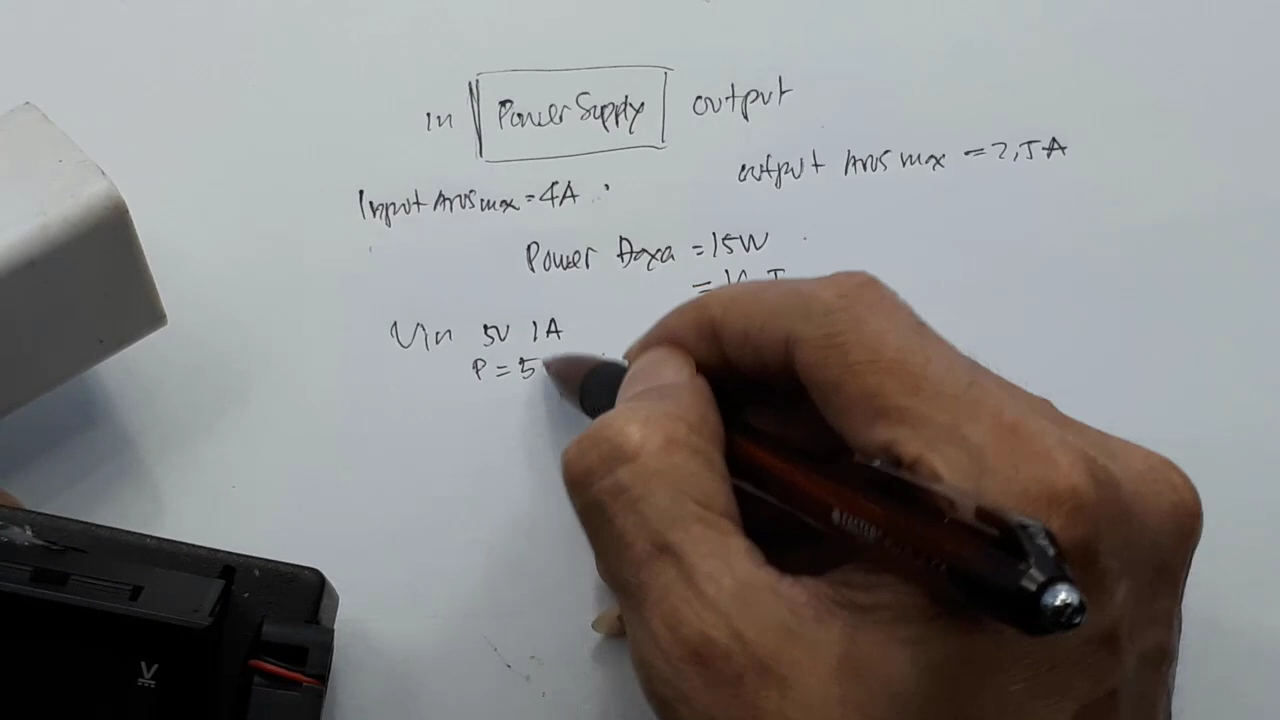 in Power Supply output
output Arus max = 2,5A
Input Arus max = 4A
Power Daya = 15W
Vin 5V 1A
P = 5
V